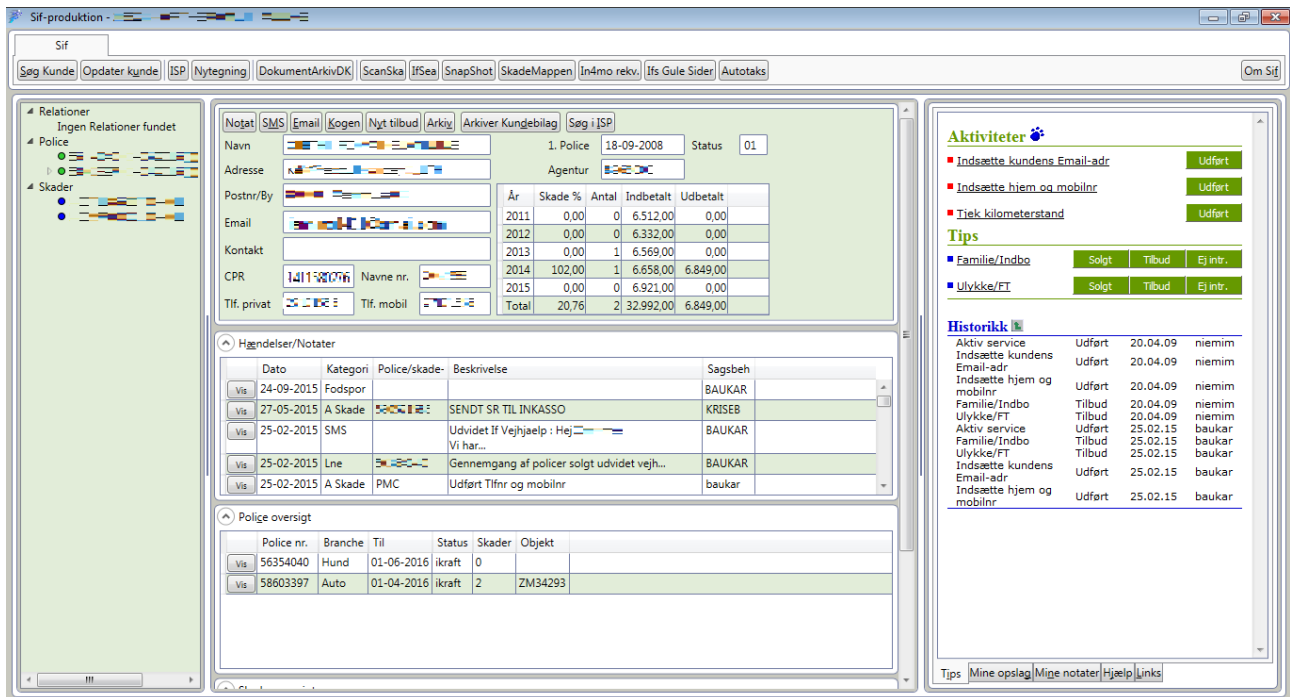 Sif-produktion -
Sif
Søg Kunde Opdater kunde ISP Nytegning DokumentArkivDK ScanSka IfSea SnapShot SkadeMappen In4mo rekv. Ifs Gule Sider Autotaks Om Sif
Relationer
Ingen Relationer fundet
Police
Skader
Notat SMS Email Kogen Nyt tilbud Arkiv Arkiver Kundebilag Søg i ISP
Navn 1. Police 18-09-2008 Status 01
Adresse Agentur
Postnr/By
Email
Kontakt
CPR Navne nr.
Tlf. privat Tlf. mobil
År Skade % Antal Indbetalt Udbetalt
2011 0,00 0 6.512,00 0,00
2012 0,00 0 6.332,00 0,00
2013 0,00 1 6.569,00 0,00
2014 102,00 1 6.658,00 6.849,00
2015 0,00 0 6.921,00 0,00
Total 20,76 2 32.992,00 6.849,00
Hændelser/Notater
Dato Kategori Police/skade- Beskrivelse Sagsbeh
Vis 24-09-2015 Fodspor BAUKAR
Vis 27-05-2015 A Skade SENDT SR TIL INKASSO KRISEB
Vis 25-02-2015 SMS Udvidet If Vejhjaelp : Hej BAUKAR
Vi har...
Vis 25-02-2015 Lne Gennemgang af policer solgt udvidet vejh... BAUKAR
Vis 25-02-2015 A Skade PMC Udført Tlfnr og mobilnr baukar
Police oversigt
Police nr. Branche Til Status Skader Objekt
Vis 56354040 Hund 01-06-2016 ikraft 0
Vis 58603397 Auto 01-04-2016 ikraft 2 ZM34293
Aktiviteter
Indsætte kundens Email-adr Udført
Indsætte hjem og mobilnr Udført
Tjek kilometerstand Udført
Tips
Familie/Indbo Solgt Tilbud Ej intr.
Ulykke/FT Solgt Tilbud Ej intr.
Historikk
Aktiv service Udført 20.04.09 niemim
Indsætte kundens
Email-adr Udført 20.04.09 niemim
Indsætte hjem og
mobilnr Udført 20.04.09 niemim
Familie/Indbo Tilbud 20.04.09 niemim
Ulykke/FT Tilbud 20.04.09 niemim
Aktiv service Udført 25.02.15 baukar
Familie/Indbo Tilbud 25.02.15 baukar
Ulykke/FT Tilbud 25.02.15 baukar
Indsætte kundens
Email-adr Udført 25.02.15 baukar
Indsætte hjem og
mobilnr Udført 25.02.15 baukar
Tips Mine opslag Mine notater Hjælp Links